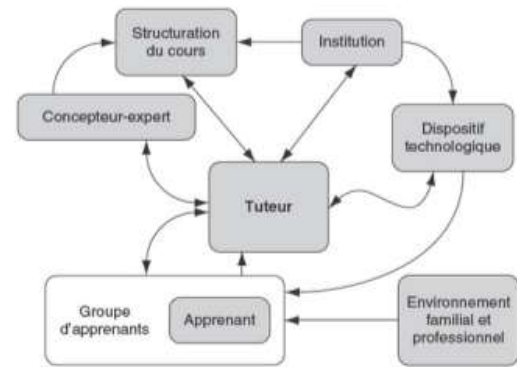 Structuration
du cours
Institution
Concepteur-expert
Dispositif
technologique
Tuteur
Groupe
d'apprenants
Apprenant
Environnement
familial et
professionnel